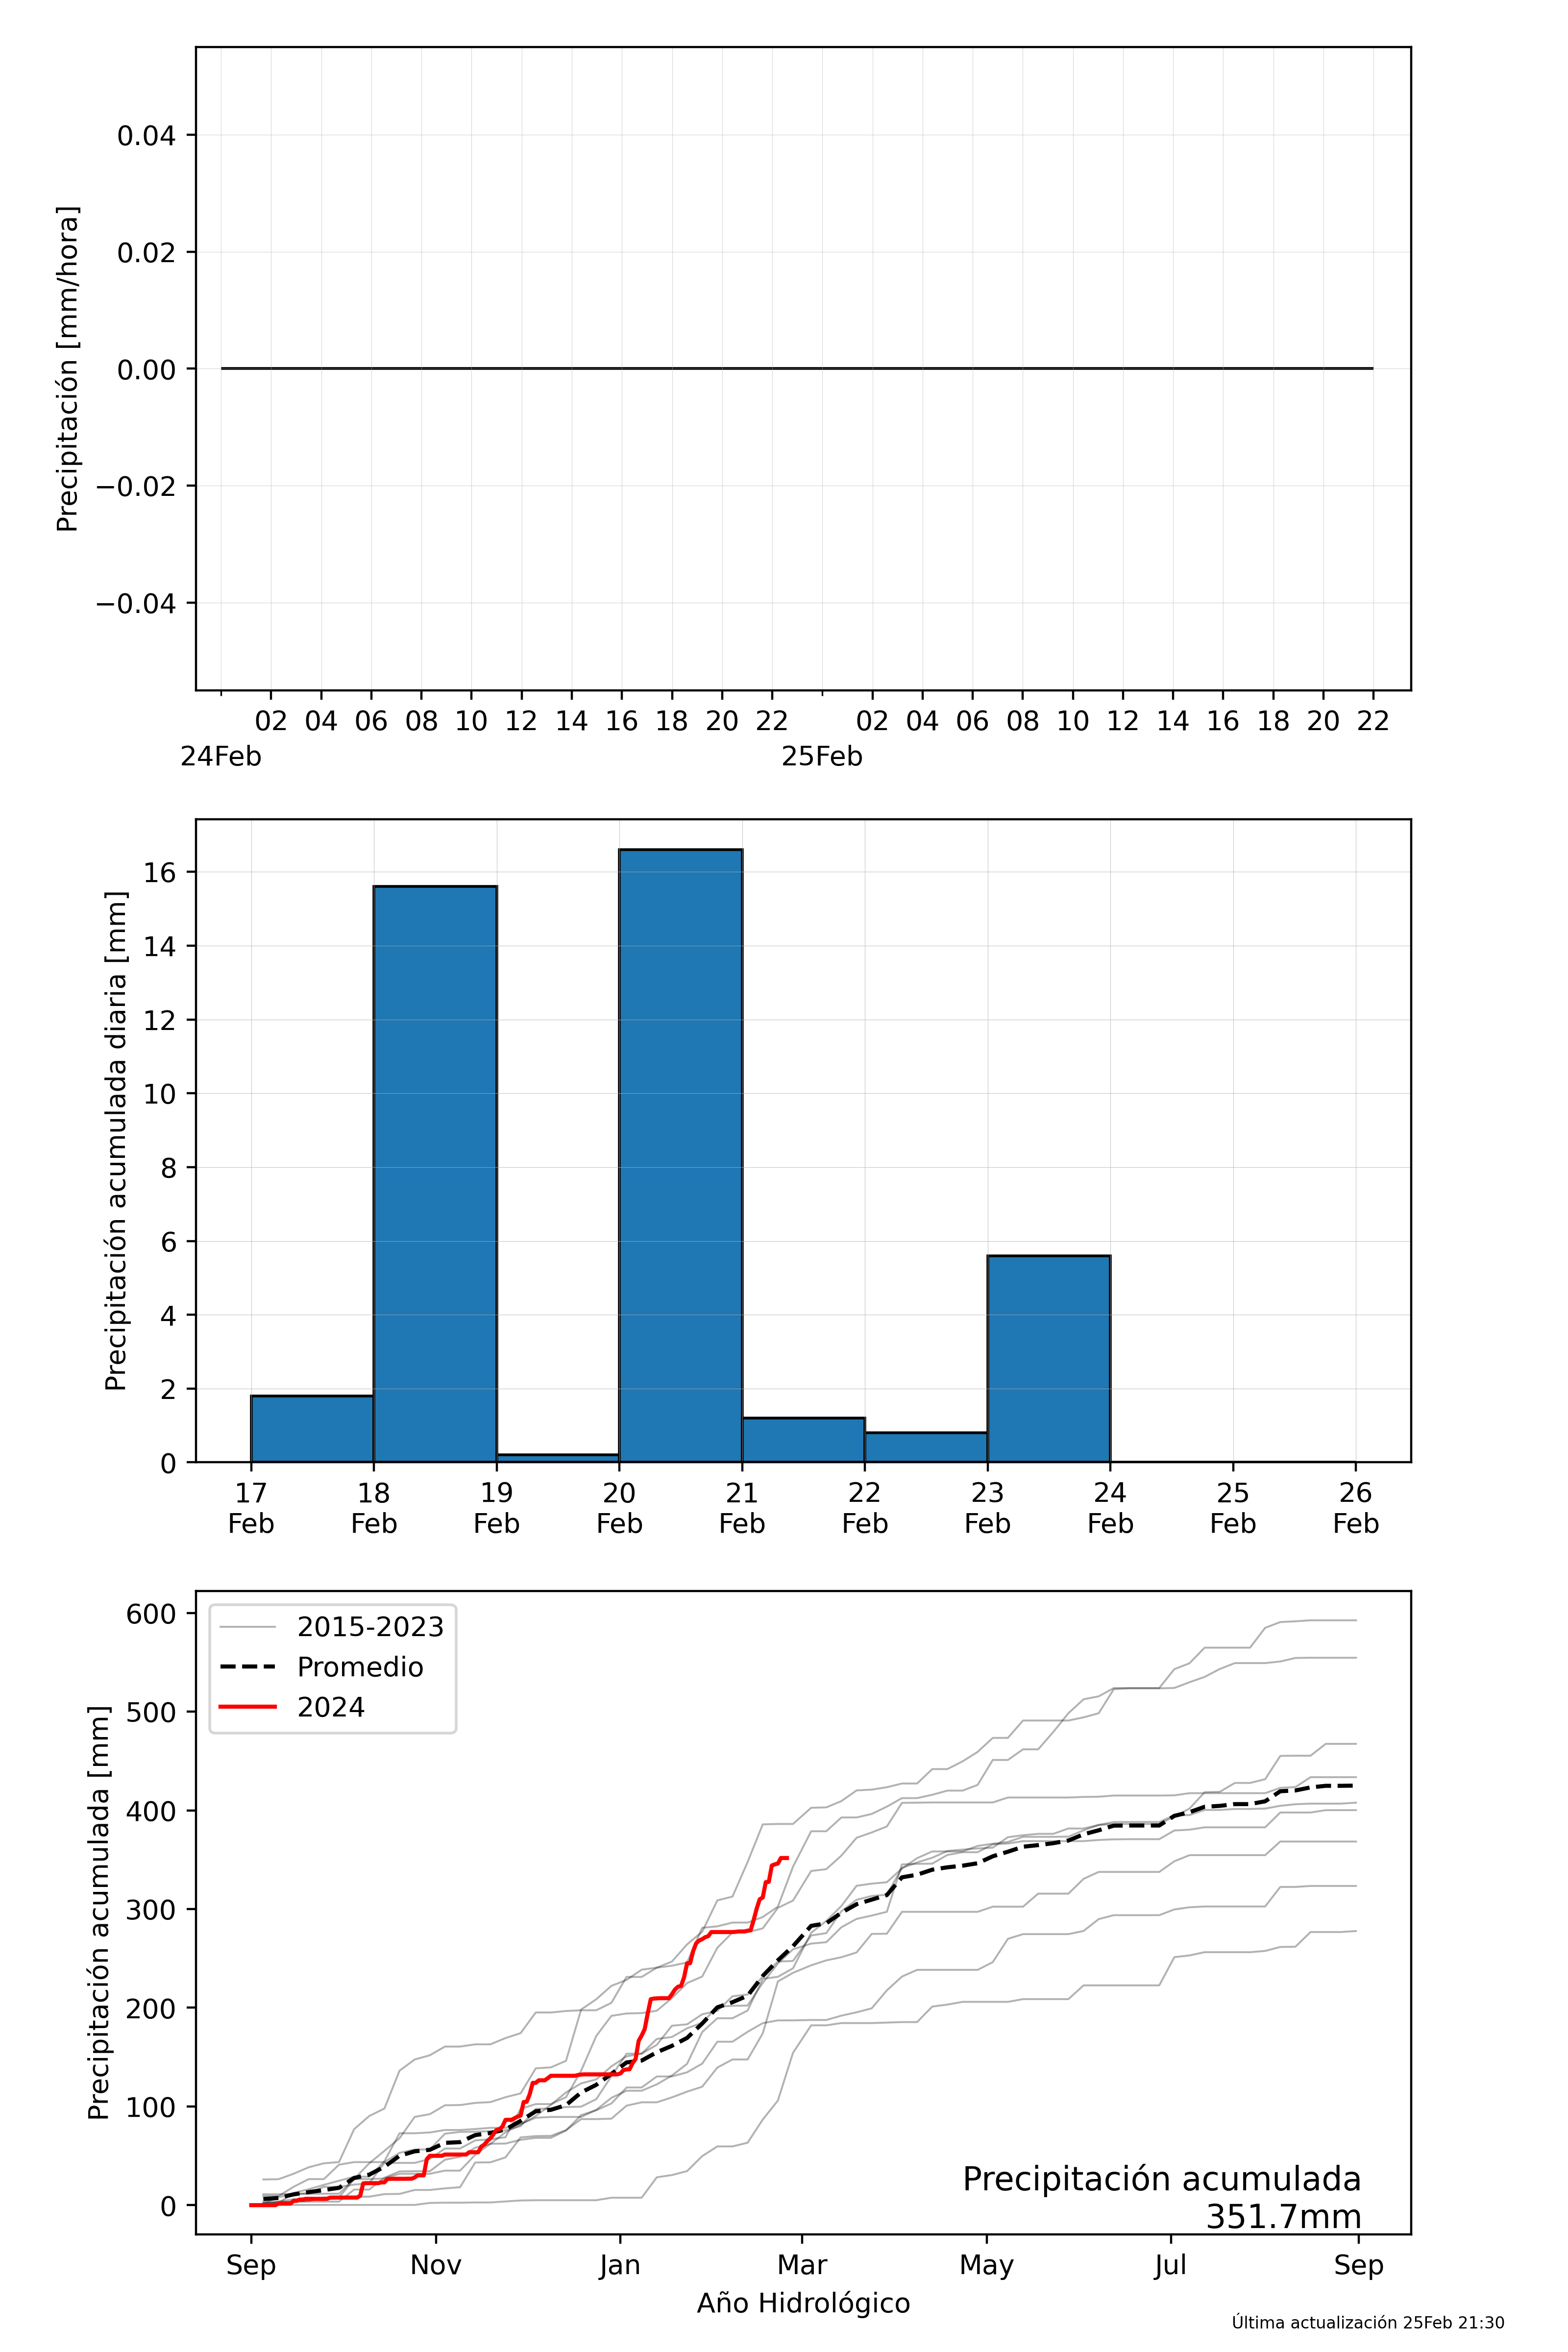 Precipitación [mm/hora]
0.04
0.02
0.00
−0.02
−0.04
02 04 06 08 10 12 14 16 18 20 22 02 04 06 08 10 12 14 16 18 20 22
24Feb 25Feb
Precipitación acumulada diaria [mm]
16
14
12
10
8
6
4
2
0
17 18 19 20 21 22 23 24 25 26
Feb Feb Feb Feb Feb Feb Feb Feb Feb Feb
Precipitación acumulada [mm]
600
500
400
300
200
100
0
2015-2023
Promedio
2024
Precipitación acumulada
351.7mm
Sep Nov Jan Mar May Jul Sep
Año Hidrológico
Última actualización 25Feb 21:30